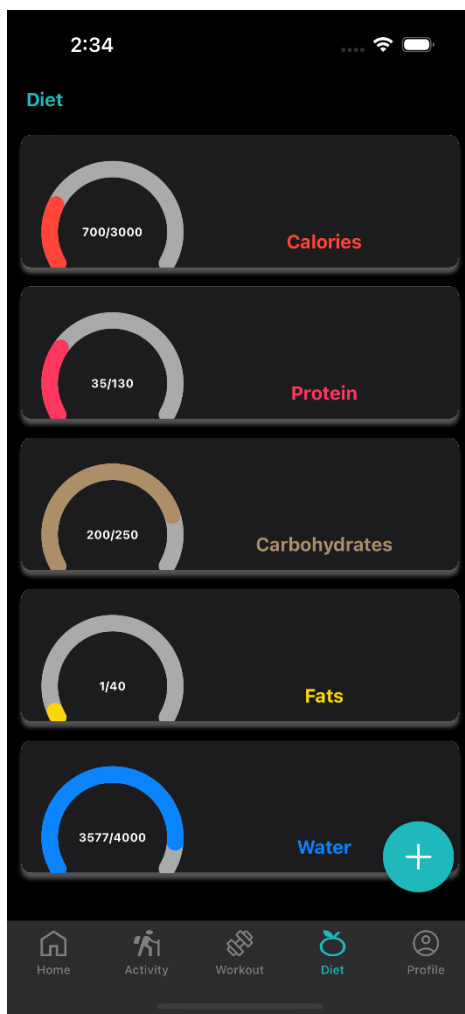 2:34
Diet
700/3000
Calories
35/130
Protein
200/250
Carbohydrates
1/40
Fats
3577/4000
Water
Home Activity Workout Diet Profile